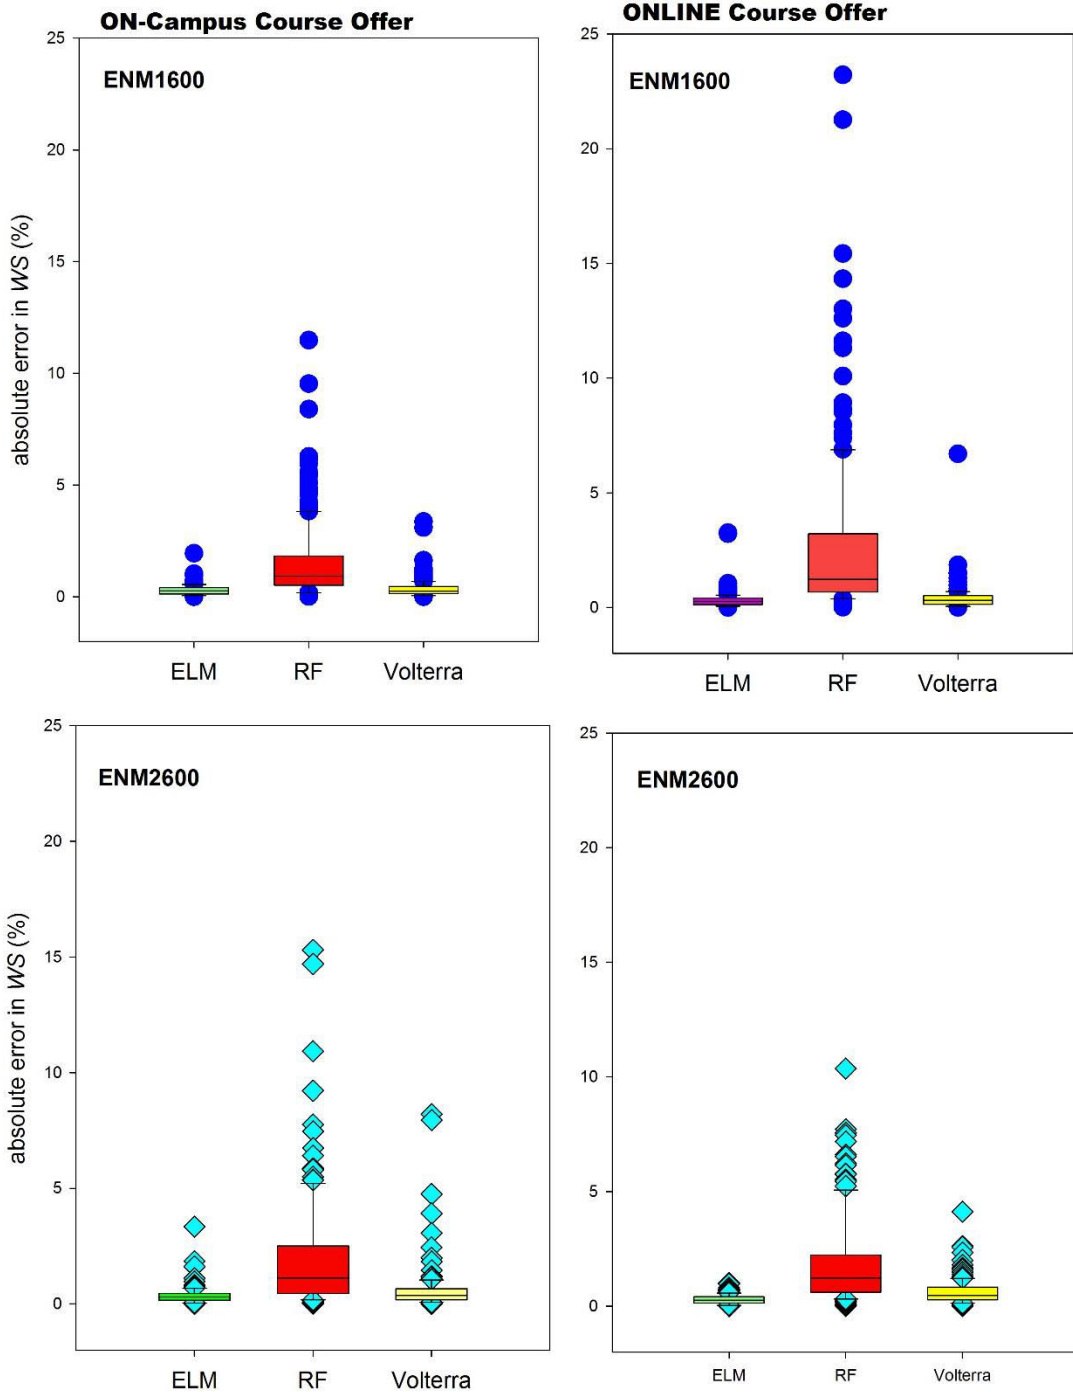 ON-Campus Course Offer
25
ENM1600
20
15
10
5
0
absolute error in WS (%)
ELM RF Volterra
ONLINE Course Offer
25
ENM1600
20
15
10
5
0
ELM RF Volterra
25
ENM2600
20
15
10
5
0
absolute error in WS (%)
ELM RF Volterra
25
ENM2600
20
15
10
5
0
ELM RF Volterra